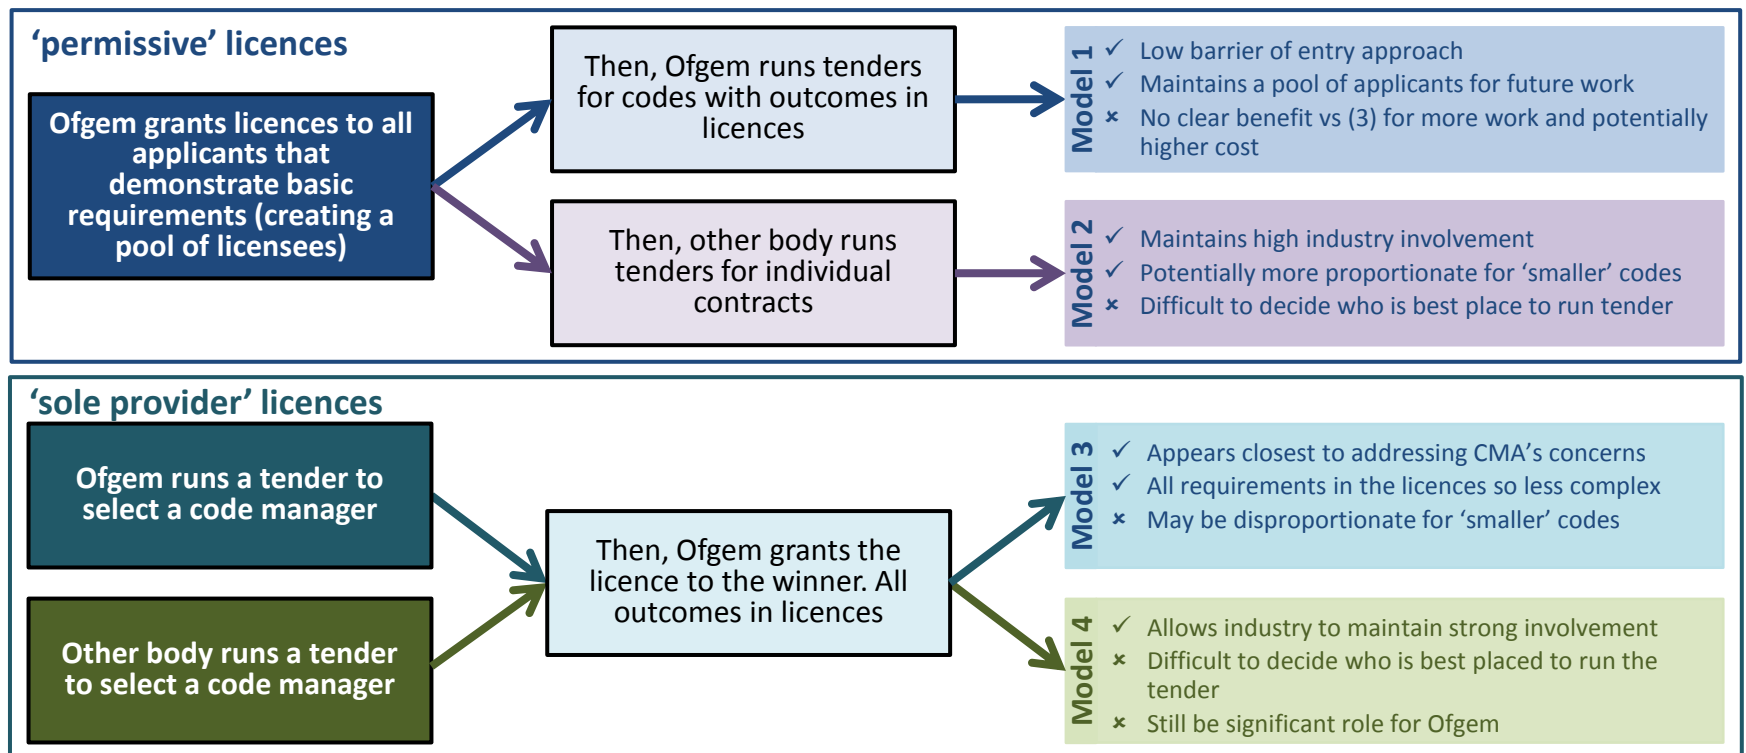 ‘permissive’ licences
Ofgem grants licences to all
applicants that
demonstrate basic
requirements (creating a
pool of licensees)
Then, Ofgem runs tenders
for codes with outcomes in
licences
Model 1
✓ Low barrier of entry approach
✓ Maintains a pool of applicants for future work
× No clear benefit vs (3) for more work and potentially
higher cost
Then, other body runs
tenders for individual
contracts
Model 2
✓ Maintains high industry involvement
✓ Potentially more proportionate for ‘smaller’ codes
× Difficult to decide who is best place to run tender
‘sole provider’ licences
Ofgem runs a tender to
select a code manager
Other body runs a tender
to select a code manager
Then, Ofgem grants the
licence to the winner. All
outcomes in licences
Model 3
✓ Appears closest to addressing CMA’s concerns
✓ All requirements in the licences so less complex
× May be disproportionate for ‘smaller’ codes
Model 4
✓ Allows industry to maintain strong involvement
× Difficult to decide who is best placed to run the
tender
× Still be significant role for Ofgem